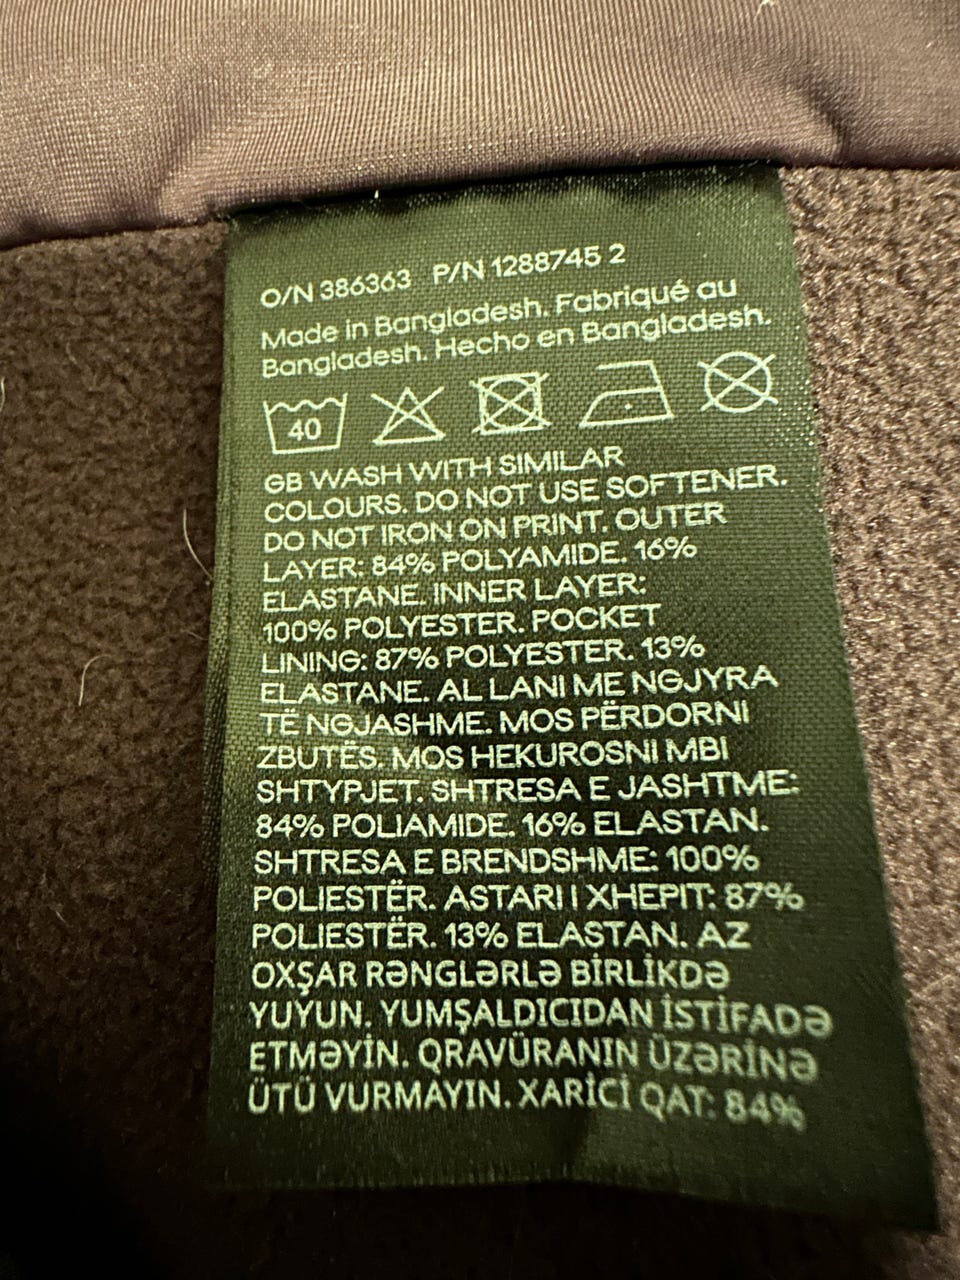 O/N 386363 P/N 1288745 2
Made in Bangladesh. Fabriqué au
Bangladesh. Hecho en Bangladesh.
40
GB WASH WITH SIMILAR
COLOURS. DO NOT USE SOFTENER.
DO NOT IRON ON PRINT. OUTER
LAYER: 84% POLYAMIDE. 16%
ELASTANE. INNER LAYER:
100% POLYESTER. POCKET
LINING: 87% POLYESTER. 13%
ELASTANE. AL LANI ME NGJYRA
TË NGJASHME. MOS PËRDORNI
ZBUTËS. MOS HEKUROSNI MBI
SHTYPJET. SHTRESA E JASHTME:
84% POLIAMIDE. 16% ELASTAN.
SHTRESA E BRENDSHME: 100%
POLIESTËR. ASTARI I XHEPIT: 87%
POLIESTËR. 13% ELASTAN. AZ
OXŞAR RƏNGLƏRLƏ BİRLİKDƏ
YUYUN. YUMŞALDICIDAN İSTİFADƏ
ETMƏYİN. QRAVÜRANIN ÜZƏRİNƏ
ÜTÜ VURMAYIN. XARİCİ QAT: 84%